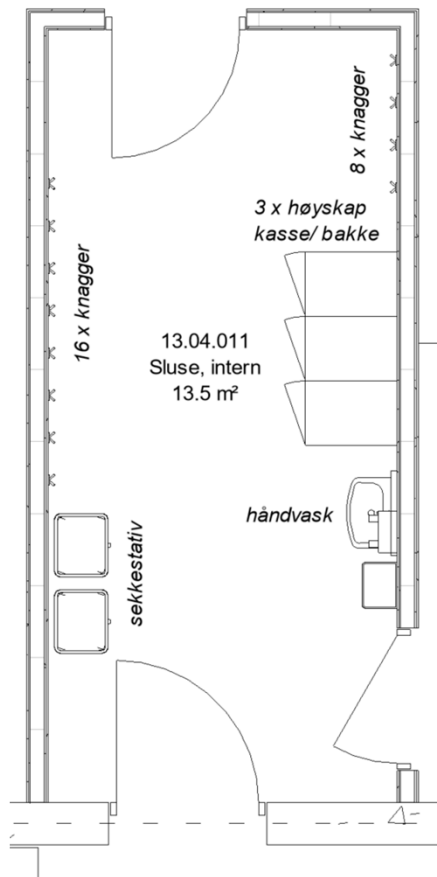 8 x knagger
3 x høyskap
kasse/ bakke
16 x knagger
13.04.011
Sluse, intern
13.5 m²
håndvask
sekkestativ